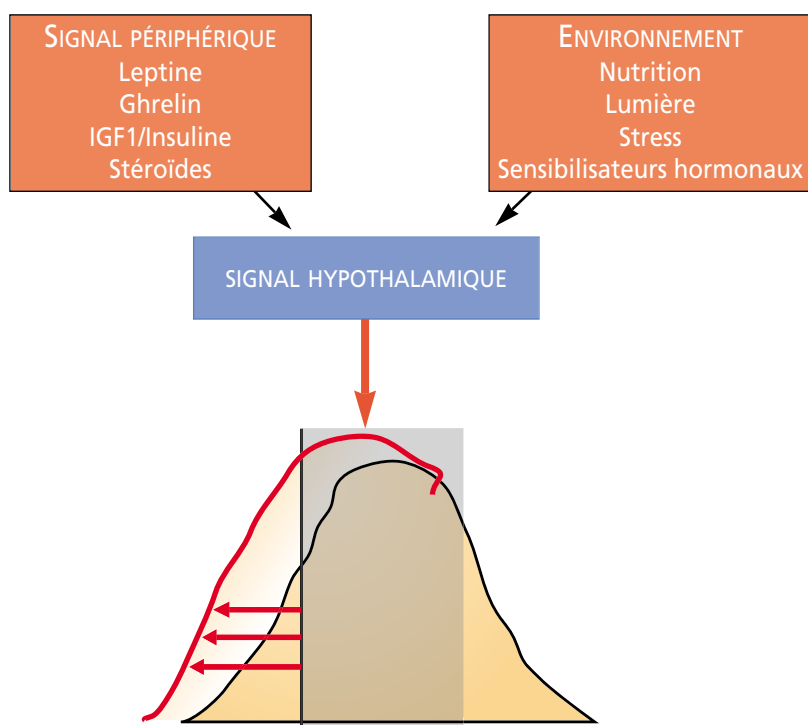 SIGNAL PÉRIPHÉRIQUE
Leptine
Ghrelin
IGF1/Insuline
Stéroïdes
ENVIRONNEMENT
Nutrition
Lumière
Stress
Sensibilisateurs hormonaux
SIGNAL HYPOTHALAMIQUE